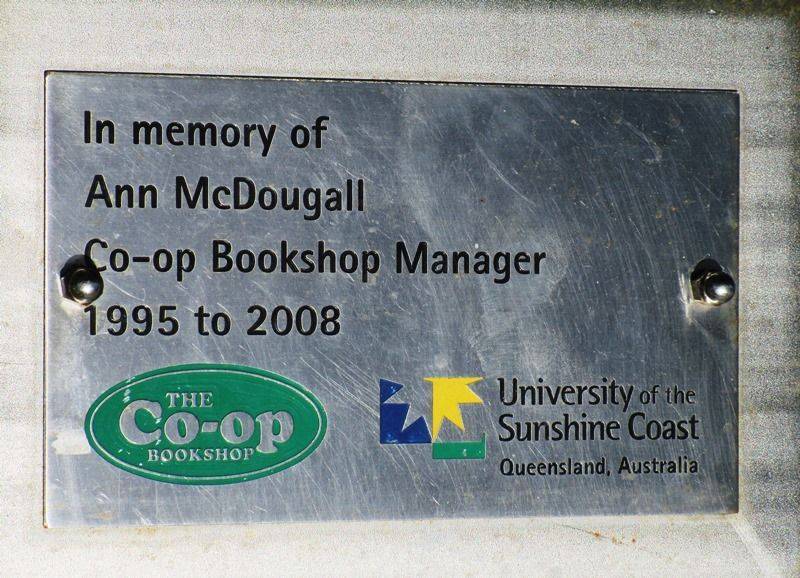 In memory of
Ann McDougall
Co-op Bookshop Manager
1995 to 2008
THE
Co-op
BOOKSHOP
University of the
Sunshine Coast
Queensland, Australia